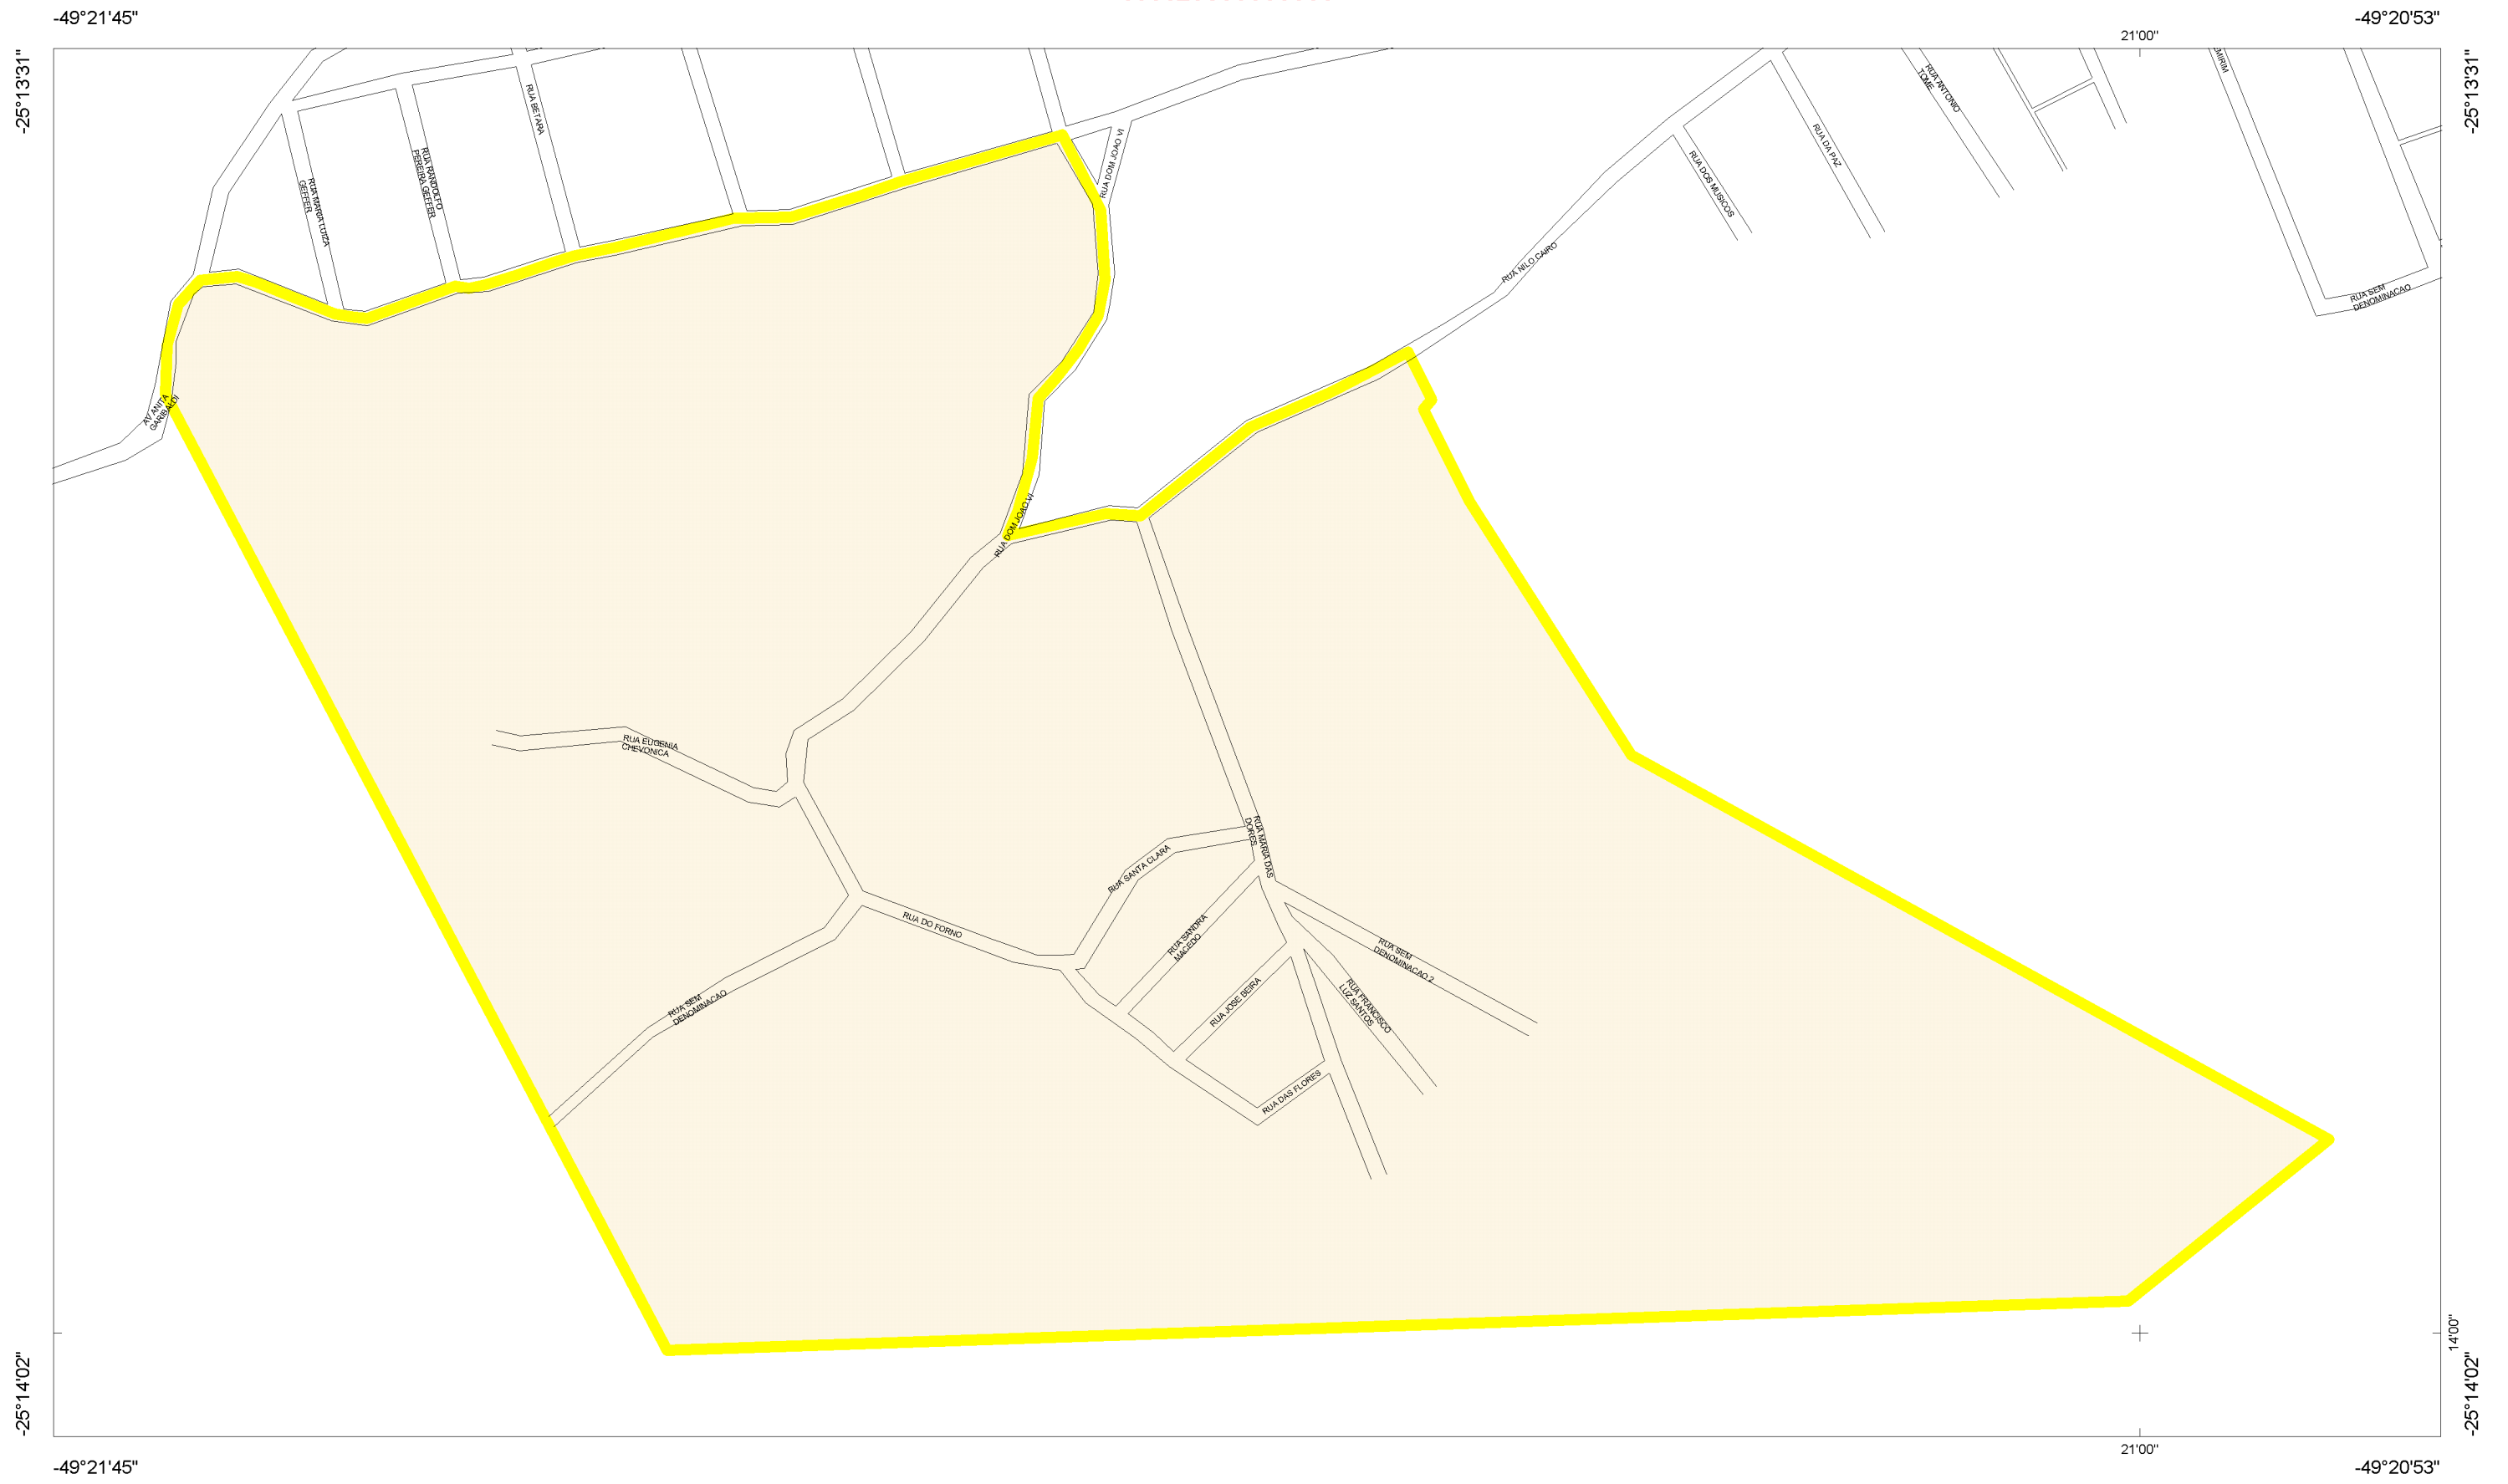 -49°21'45"
-49°20'53"
-25°13'31"
21'00"
-25°13'31"
RUA BETARA
RUA ANTONIO
TOME
RUA DA PAZ
RUA DOM JOAO VI
RUA RANDOLFO
PEREIRA GEFFER
RUA MARIA LUIZA
GEFFER
RUA DOS MUSICOS
RUA NILO CAIRO
RUA SEM
DENOMINACAO
AV ANITA
GARIBALDI
RUA DOM JOAO VI
RUA EUGENIA
CHEVONICA
RUA MARIA DAS
DORES
RUA SANTA CLARA
RUA DO FORNO
RUA SANDRA
MACEDO
RUA SEM
DENOMINACAO 2
RUA JOSE BEIRA
RUA FRANCISCO
LUZ SANTOS
RUA SEM
DENOMINACAO
RUA DAS FLORES
14'00"
-25°14'02"
-25°14'02"
21'00"
-49°21'45"
-49°20'53"